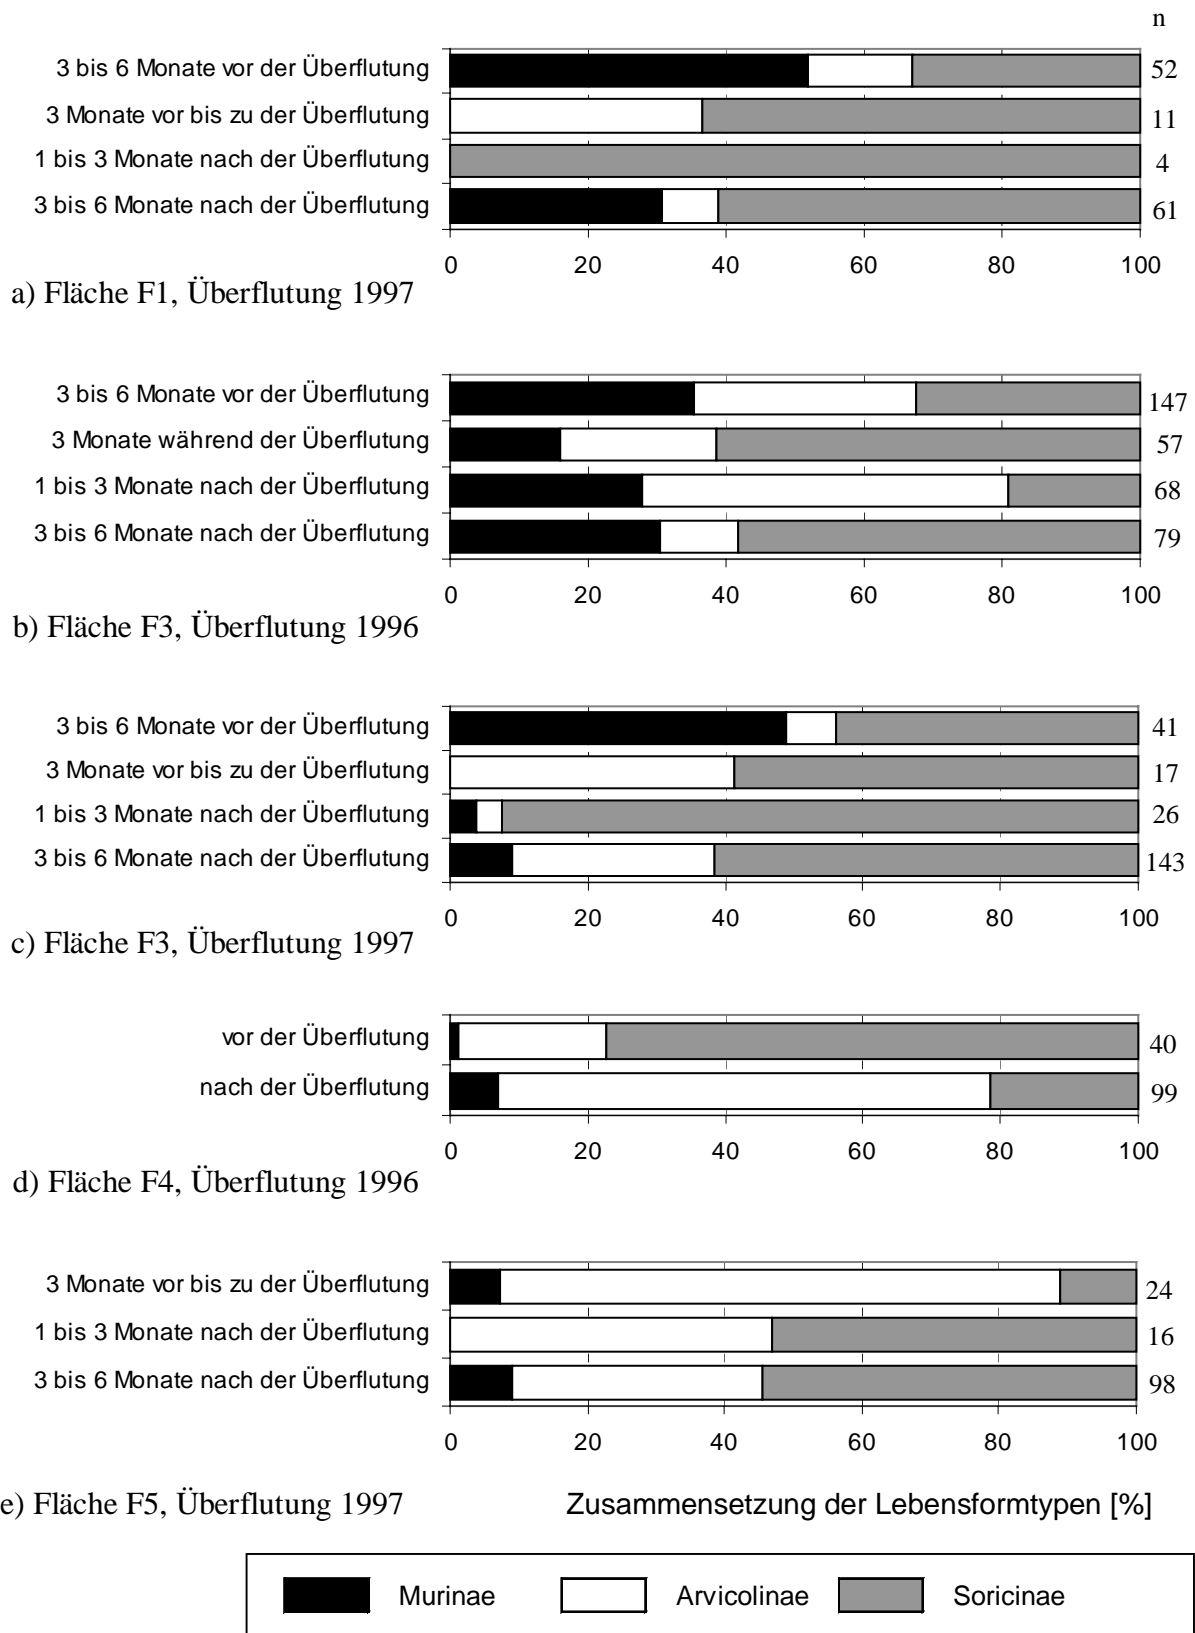 n
3 bis 6 Monate vor der Überflutung 52
3 Monate vor bis zu der Überflutung 11
1 bis 3 Monate nach der Überflutung 4
3 bis 6 Monate nach der Überflutung 61
0 20 40 60 80 100
a) Fläche F1, Überflutung 1997
3 bis 6 Monate vor der Überflutung 147
3 Monate während der Überflutung 57
1 bis 3 Monate nach der Überflutung 68
3 bis 6 Monate nach der Überflutung 79
0 20 40 60 80 100
b) Fläche F3, Überflutung 1996
3 bis 6 Monate vor der Überflutung 41
3 Monate vor bis zu der Überflutung 17
1 bis 3 Monate nach der Überflutung 26
3 bis 6 Monate nach der Überflutung 143
0 20 40 60 80 100
c) Fläche F3, Überflutung 1997
vor der Überflutung 40
nach der Überflutung 99
0 20 40 60 80 100
d) Fläche F4, Überflutung 1996
3 Monate vor bis zu der Überflutung 24
1 bis 3 Monate nach der Überflutung 16
3 bis 6 Monate nach der Überflutung 98
0 20 40 60 80 100
e) Fläche F5, Überflutung 1997 Zusammensetzung der Lebensformtypen [%]
Murinae Arvicolinae Soricinae